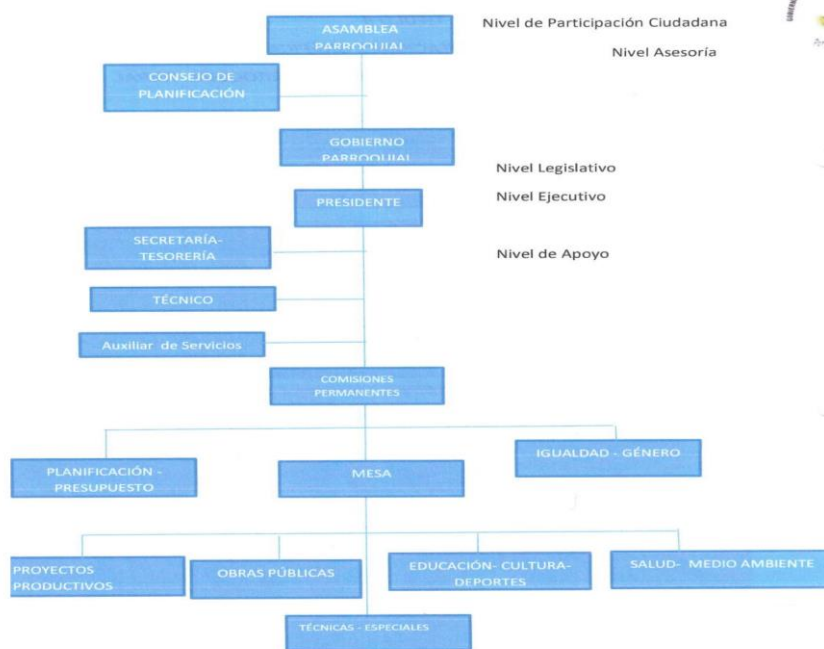 ASAMBLEA
PARROQUIAL
Nivel de Participación Ciudadana
Nivel Asesoría
CONSEJO DE
PLANIFICACIÓN
GOBIERNO
PARROQUIAL
Nivel Legislativo
PRESIDENTE
Nivel Ejecutivo
SECRETARÍA-
TESORERÍA
Nivel de Apoyo
TÉCNICO
Auxiliar de Servicios
COMISIONES
PERMANENTES
PLANIFICACIÓN -
PRESUPUESTO
MESA
IGUALDAD - GÉNERO
PROYECTOS
PRODUCTIVOS
OBRAS PÚBLICAS
EDUCACIÓN- CULTURA-
DEPORTES
SALUD- MEDIO AMBIENTE
TÉCNICAS - ESPECIALES